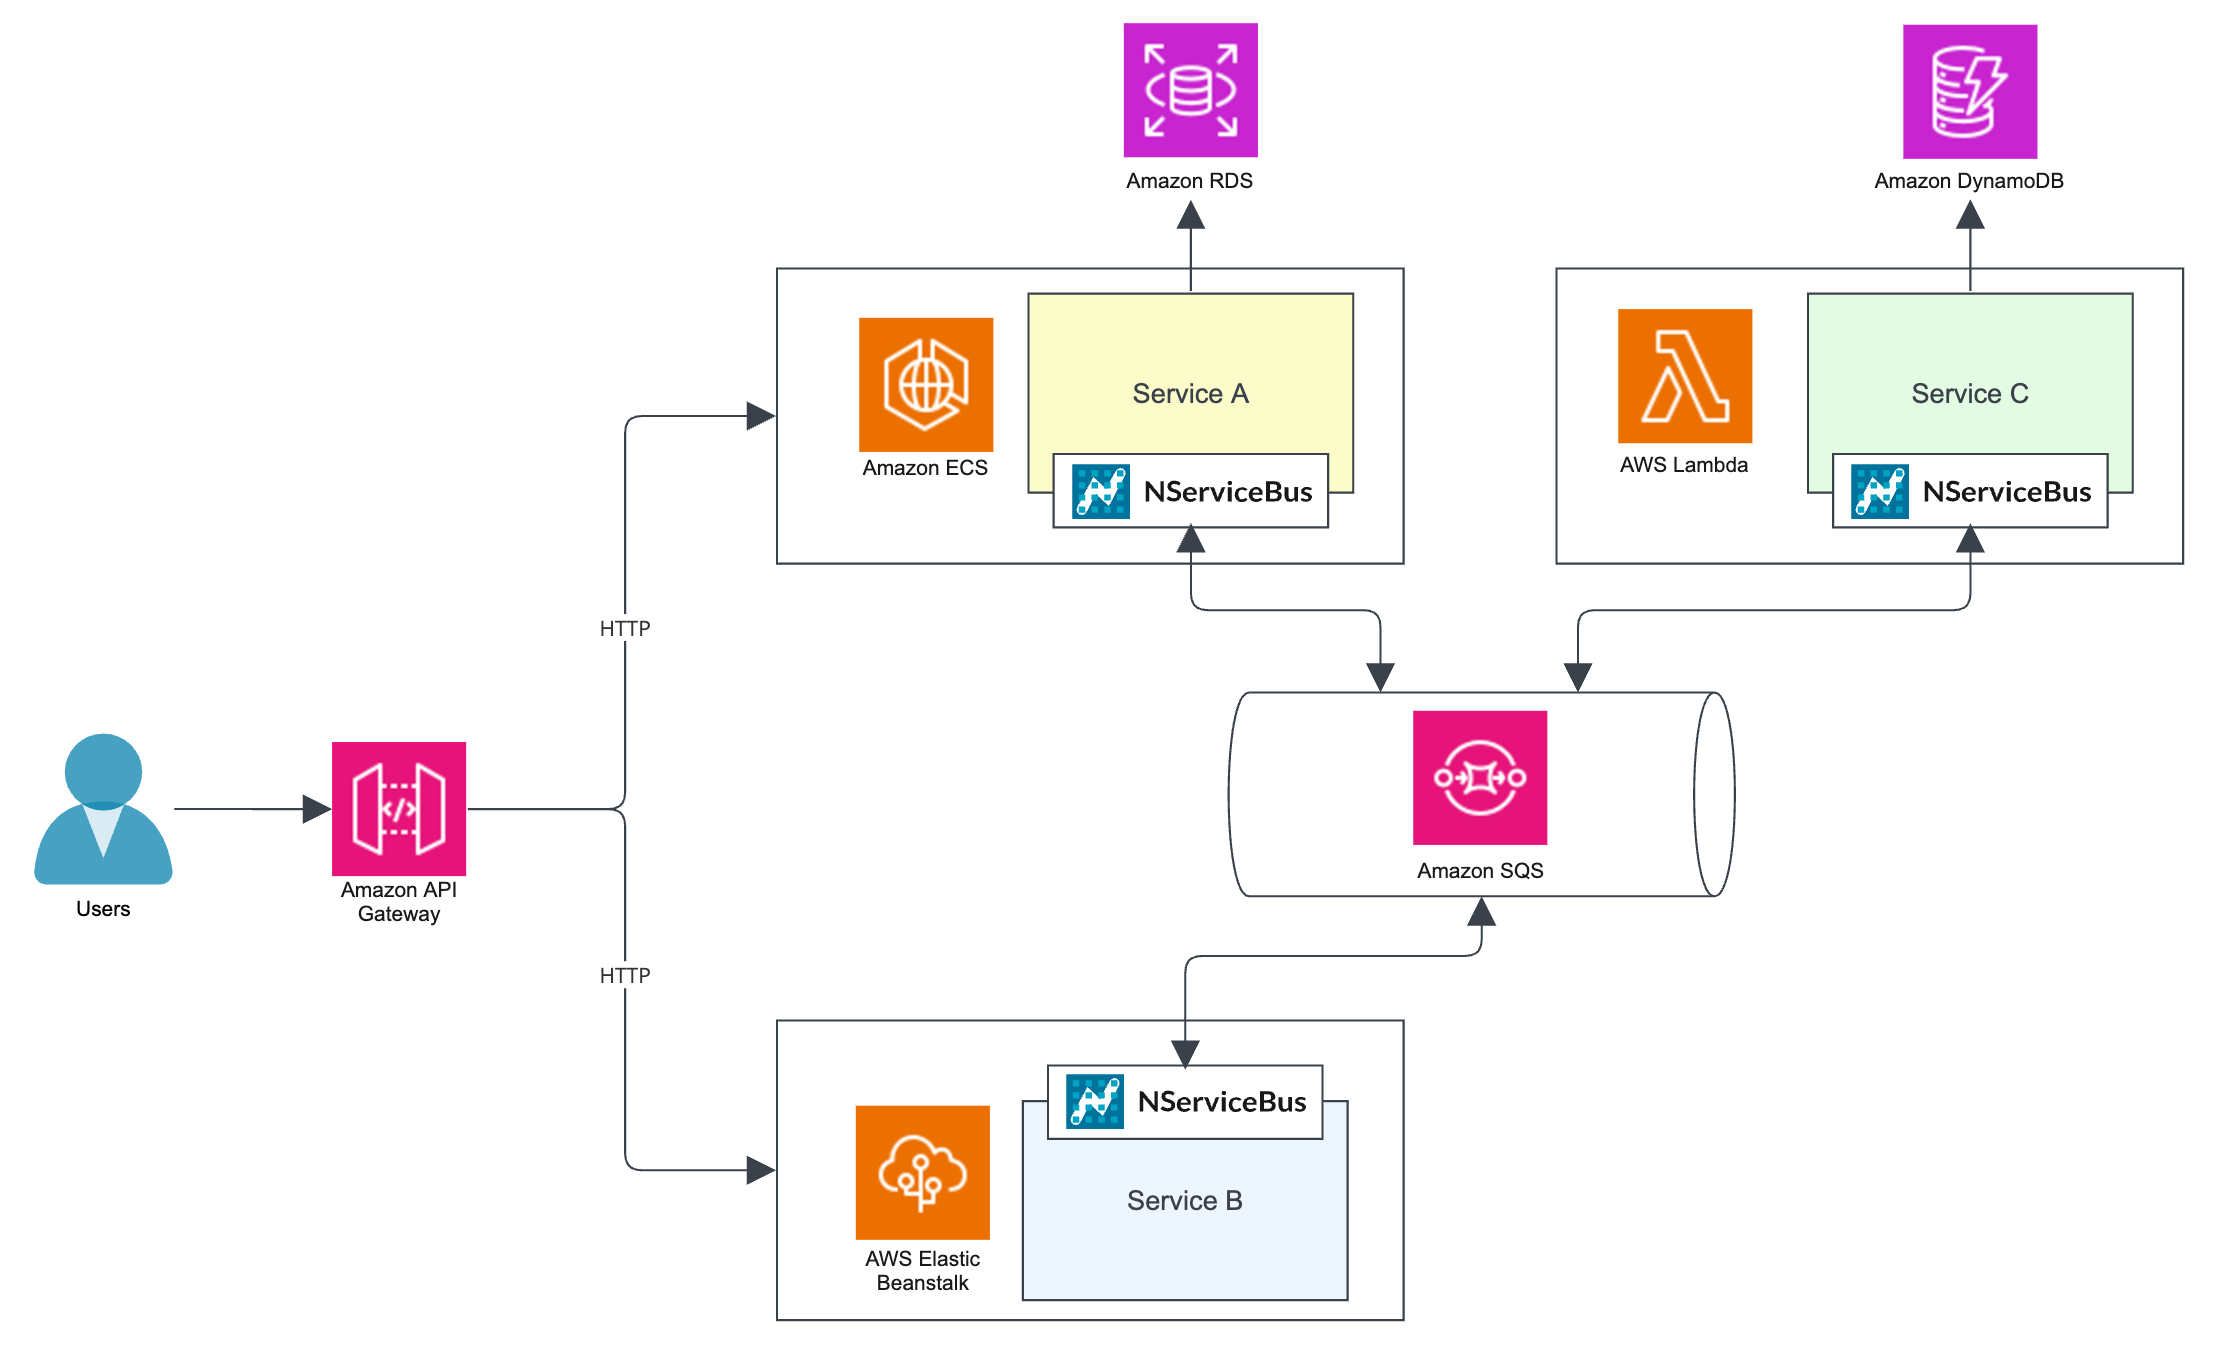 Amazon RDS
Amazon DynamoDB
Amazon ECS
Service A
NServiceBus
AWS Lambda
Service C
NServiceBus
HTTP
Users
Amazon API
Gateway
Amazon SQS
HTTP
NServiceBus
AWS Elastic
Beanstalk
Service B